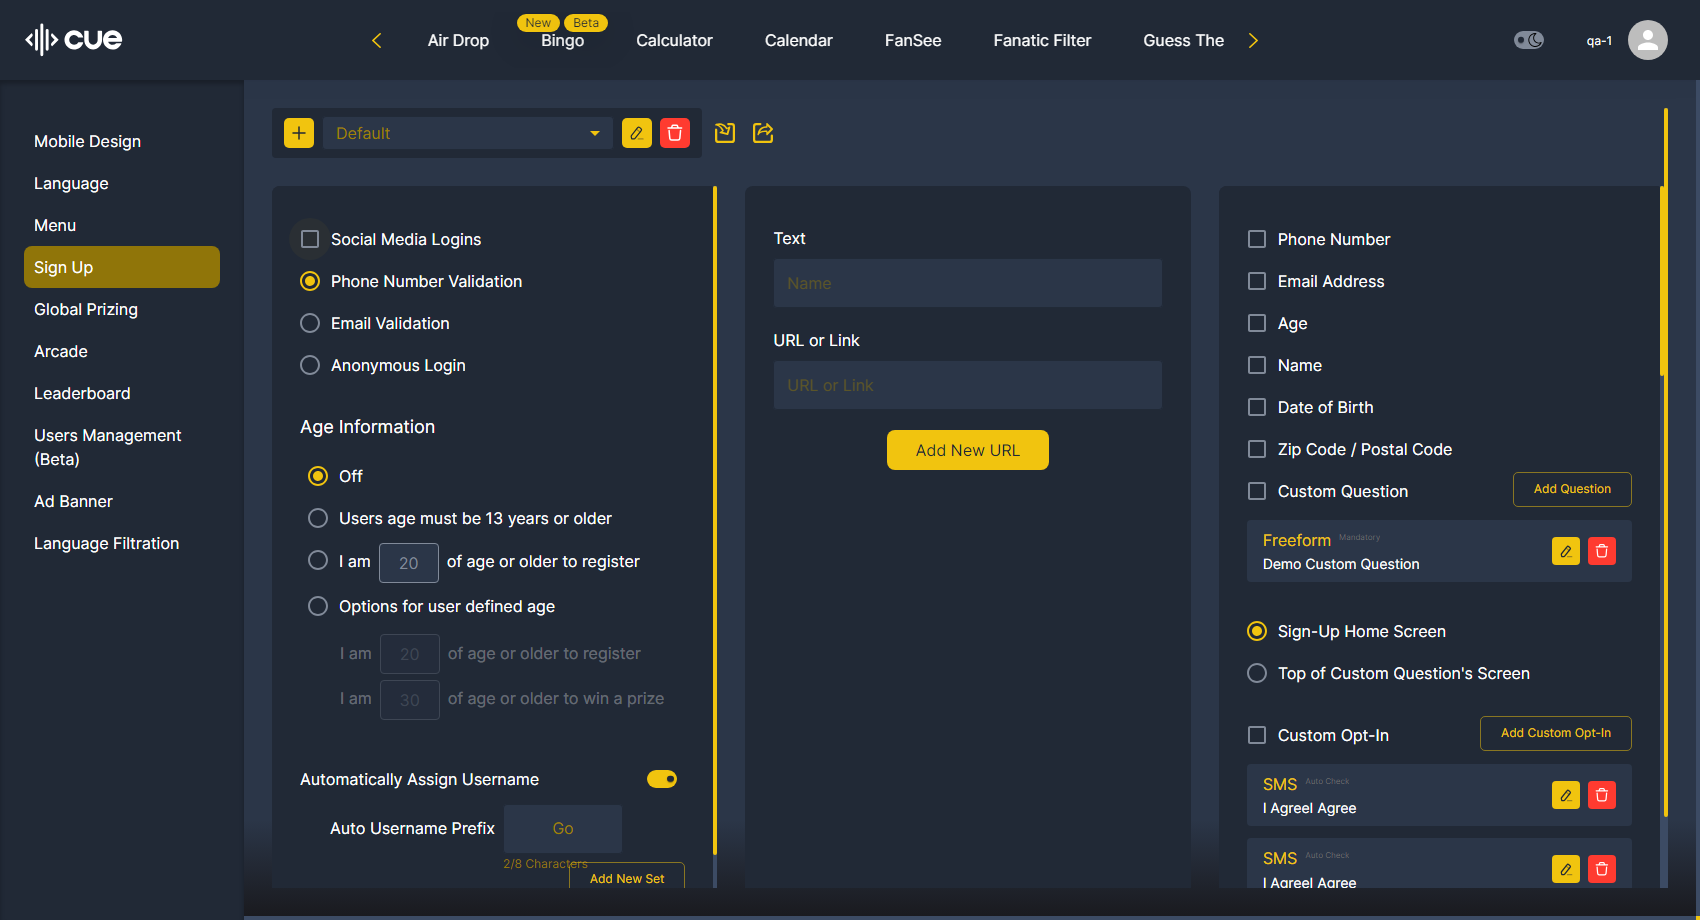 cue
New Beta
Air Drop Bingo Calculator Calendar FanSee Fanatic Filter Guess The
qa-1
Mobile Design
Language
Menu
Sign Up
Global Prizing
Arcade
Leaderboard
Users Management
(Beta)
Ad Banner
Language Filtration
Default
Social Media Logins
Phone Number Validation
Email Validation
Anonymous Login
Age Information
Off
Users age must be 13 years or older
I am 20 of age or older to register
Options for user defined age
I am 20 of age or older to register
I am 30 of age or older to win a prize
Automatically Assign Username
Auto Username Prefix Go
2/8 Characters
Add New Set
Text
Name
URL or Link
URL or Link
Add New URL
Phone Number
Email Address
Age
Name
Date of Birth
Zip Code / Postal Code
Custom Question Add Question
Freeform Mandatory
Demo Custom Question
Sign-Up Home Screen
Top of Custom Question's Screen
Custom Opt-In Add Custom Opt-In
SMS Auto Check
I AgreeI Agree
SMS Auto Check
I AgreeI Agree